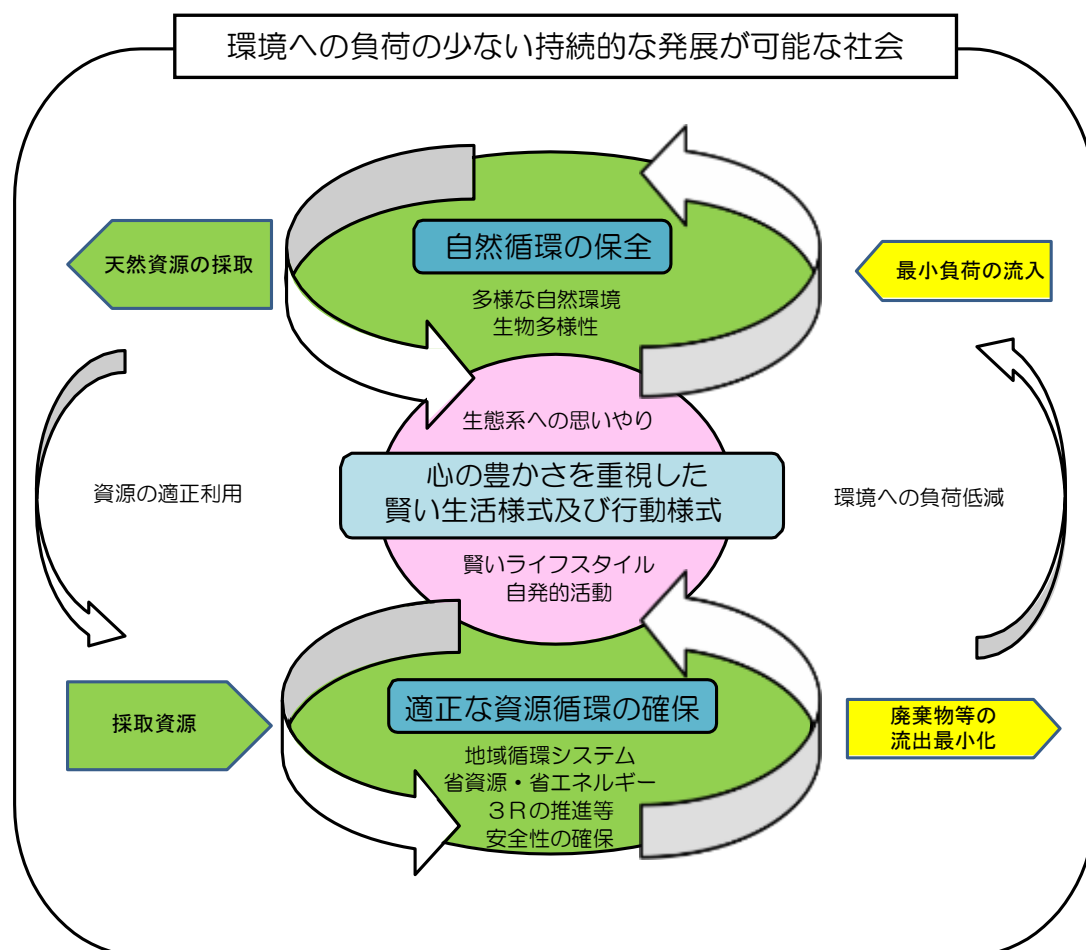 環境への負荷の少ない持続的な発展が可能な社会
自然循環の保全
天然資源の採取
最小負荷の流入
多様な自然環境
生物多様性
生態系への思いやり
心の豊かさを重視した
賢い生活様式及び行動様式
資源の適正利用
環境への負荷低減
賢いライフスタイル
自発的活動
適正な資源循環の確保
採取資源
廃棄物等の
流出最小化
地域循環システム
省資源・省エネルギー
３Ｒの推進等
安全性の確保